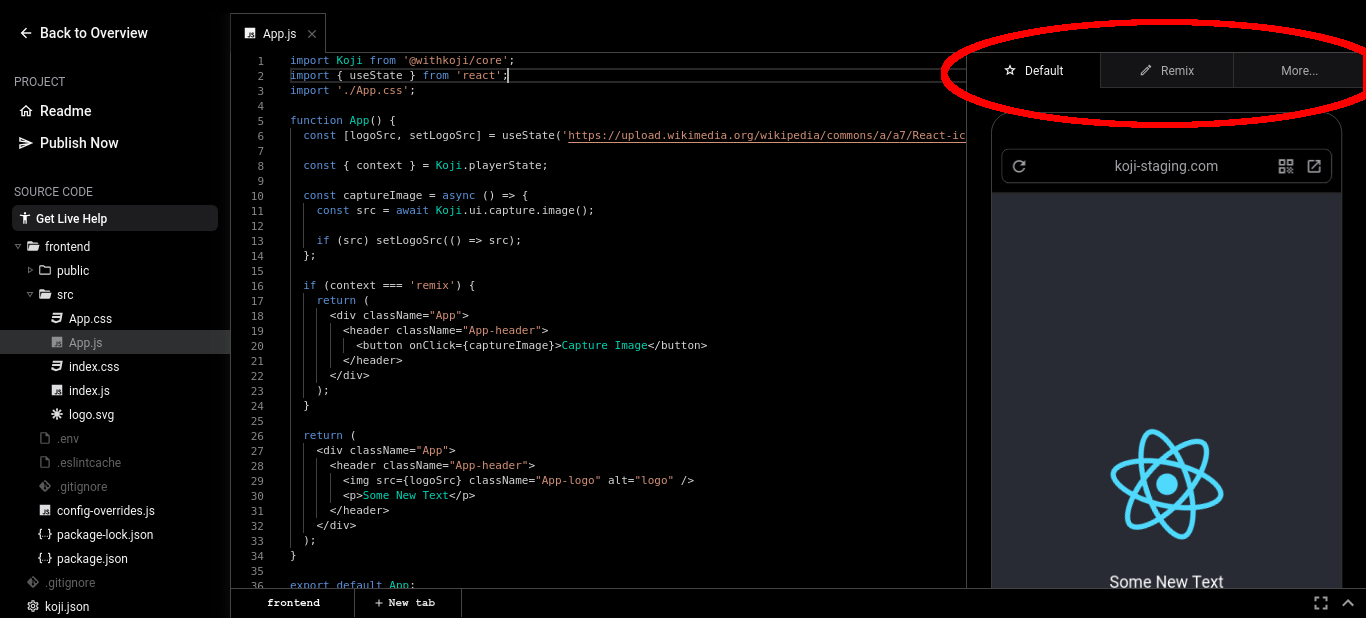 Back to Overview
PROJECT
Readme
Publish Now
SOURCE CODE
Get Live Help
frontend
public
src
App.css
App.js
index.css
index.js
logo.svg
.env
.eslintcache
.gitignore
config-overrides.js
package-lock.json
package.json
.gitignore
koji.json
App.js
1 import Koji from '@withkoji/core';
2 import { useState } from 'react';
3 import './App.css';
4
5 function App() {
6 const [logoSrc, setLogoSrc] = useState('https://upload.wikimedia.org/wikipedia/commons/a/a7/React-ic
7
8 const { context } = Koji.playerState;
9
10 const captureImage = async () => {
11 const src = await Koji.ui.capture.image();
12
13 if (src) setLogoSrc(() => src);
14 };
15
16 if (context === 'remix') {
17 return (
18 <div className="App">
19 <header className="App-header">
20 <button onClick={captureImage}>Capture Image</button>
21 </header>
22 </div>
23 );
24 }
25
26 return (
27 <div className="App">
28 <header className="App-header">
29 <img src={logoSrc} className="App-logo" alt="logo" />
30 <p>Some New Text</p>
31 </header>
32 </div>
33 );
34 }
35
36 export default App;
frontend
+ New tab
Default
Remix
More...
koji-staging.com
Some New Text